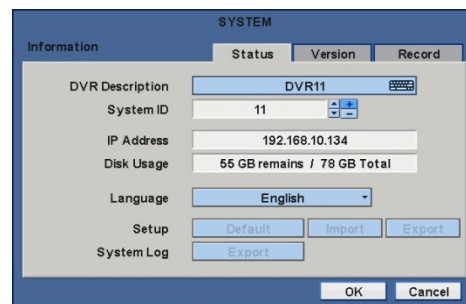 SYSTEM
Information
Status Version Record
DVR Description DVR11
System ID 11
IP Address 192.168.10.134
Disk Usage 55 GB remains / 78 GB Total
Language English
Setup Default Import Export
System Log Export
OK Cancel